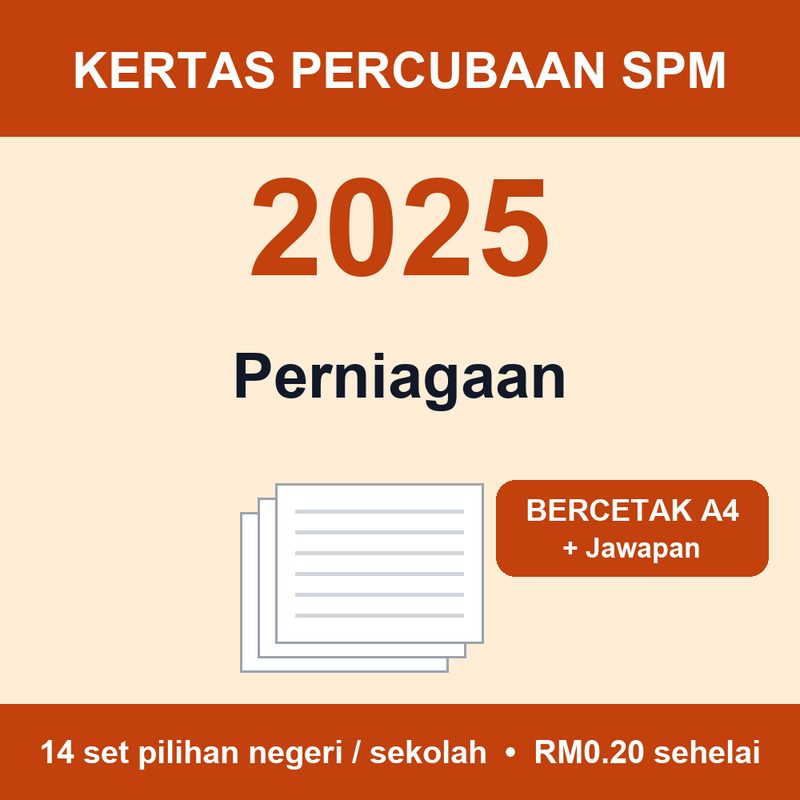 KERTAS PERCUBAAN SPM
2025
Perniagaan
BERCETAK A4
+ Jawapan
14 set pilihan negeri / sekolah • RM0.20 sehelai